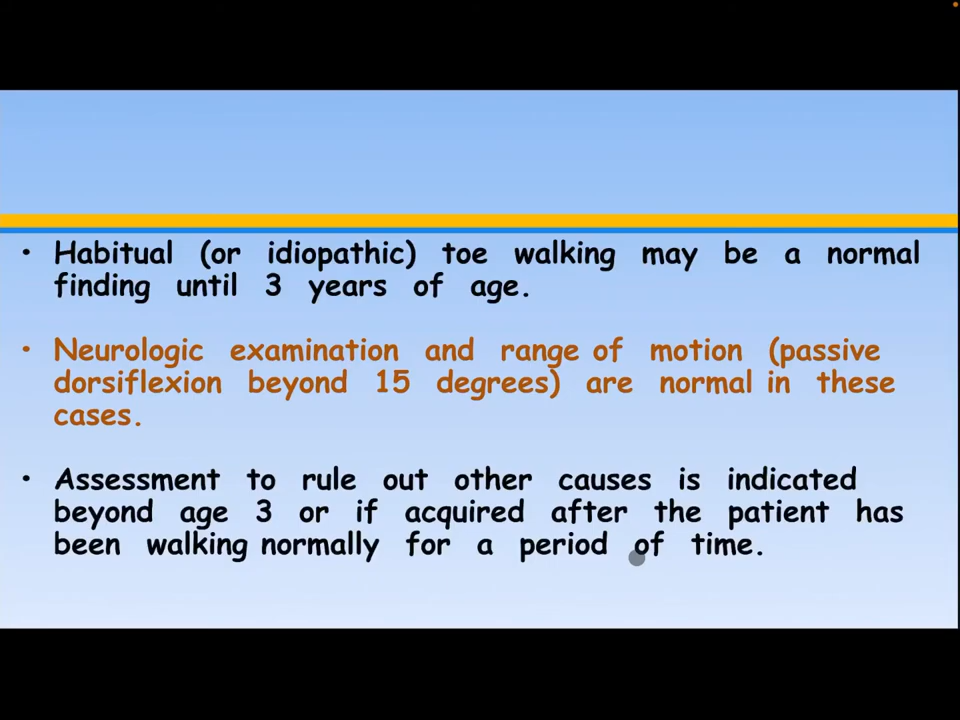 • Habitual (or idiopathic) toe walking may be a normal
finding until 3 years of age.
• Neurologic examination and range of motion (passive
dorsiflexion beyond 15 degrees) are normal in these
cases.
• Assessment to rule out other causes is indicated
beyond age 3 or if acquired after the patient has
been walking normally for a period of time.